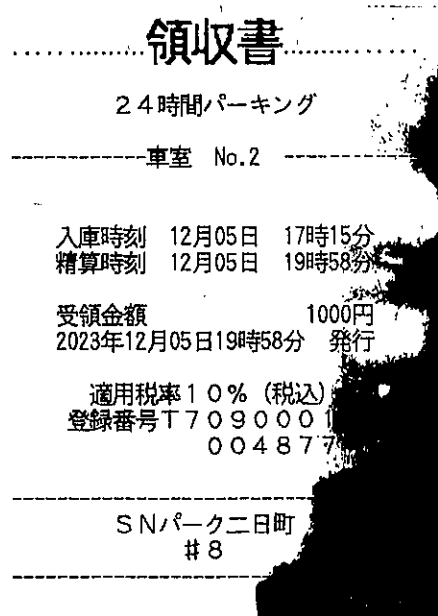 領収書
24時間パーキング
車室 No.2
入庫時刻 12月05日 17時15分
精算時刻 12月05日 19時58分
受領金額 1000円
2023年12月05日19時58分 発行
適用税率10% (税込)
登録番号T7090001
004877
SNパーク二日町
#8